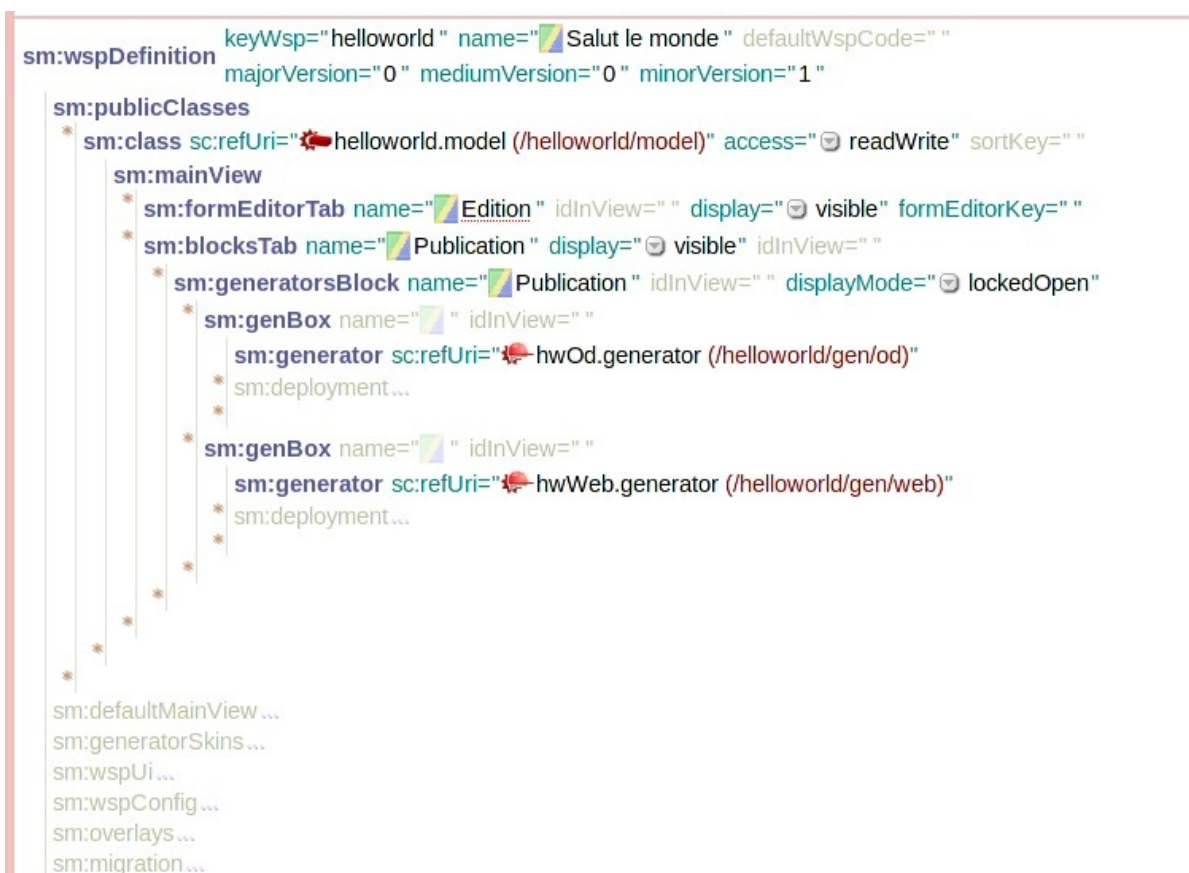 keyWsp="helloworld" name="Salut le monde" defaultWspCode=" "
sm:wspDefinition
majorVersion="0" mediumVersion="0" minorVersion="1"
sm:publicClasses
sm:class sc:refUri="helloworld.model (/helloworld/model)" access="readWrite" sortKey=" "
sm:mainView
sm:formEditorTab name="Edition" idInView=" " display="visible" formEditorKey=" "
sm:blocksTab name="Publication" display="visible" idInView=" "
sm:generatorsBlock name="Publication" idInView=" " displayMode="lockedOpen"
sm:genBox name=" " idInView=" "
sm:generator sc:refUri="hwOd.generator (/helloworld/gen/od)"
sm:deployment...
sm:genBox name=" " idInView=" "
sm:generator sc:refUri="hwWeb.generator (/helloworld/gen/web)"
sm:deployment...
sm:defaultMainView...
sm:generatorSkins...
sm:wspUi...
sm:wspConfig...
sm:overlays...
sm:migration...